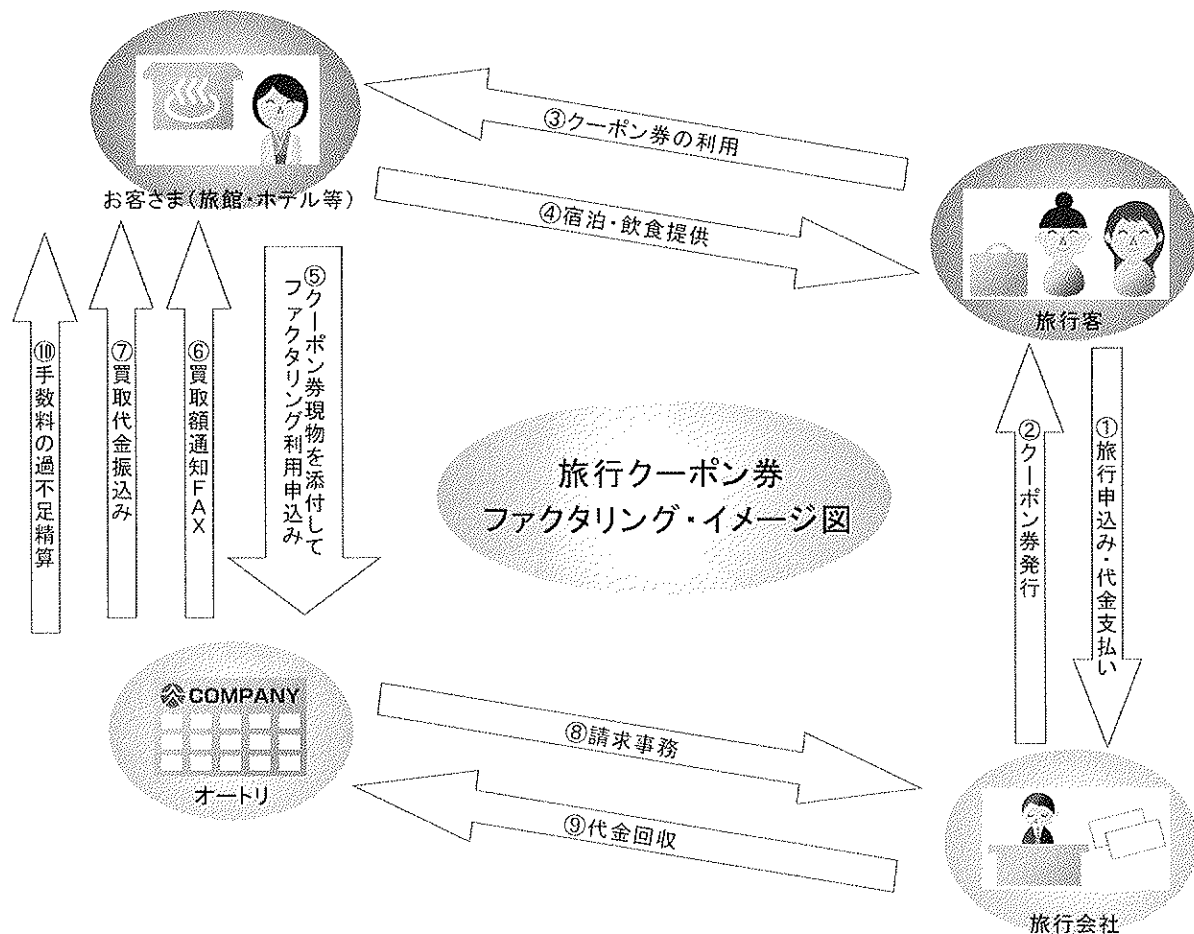 ③クーポン券の利用
お客さま(旅館・ホテル等)
④宿泊・飲食提供
旅行客
⑩手数料の過不足精算
⑦買取代金振込み
⑥買取額通知FAX
⑤クーポン券現物を添付して
ファクタリング利用申込み
旅行クーポン券
ファクタリング・イメージ図
②クーポン券発行
①旅行申込み・代金支払い
COMPANY
オートリ
⑧請求事務
⑨代金回収
旅行会社